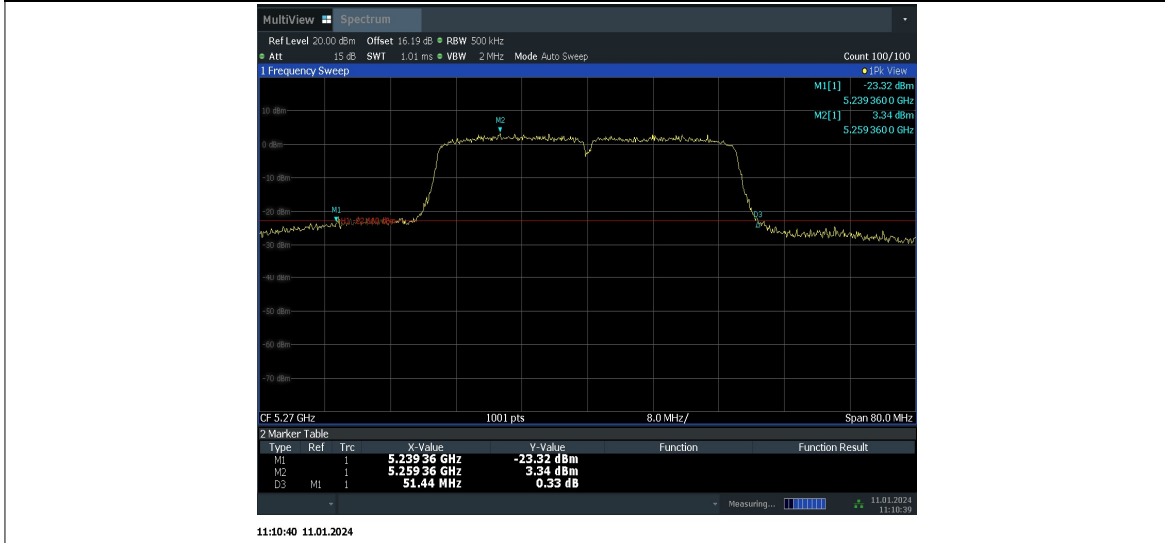 MultiView Spectrum
Ref Level 20.00 dBm Offset 16.19 dB RBW 500 kHz
Att 15 dB SWT 1.01 ms VBW 2 MHz Mode Auto Sweep Count 100/100
1 Frequency Sweep 1Pk View
M1[1] -23.32 dBm
5.239 360 0 GHz
M2[1] 3.34 dBm
5.259 360 0 GHz
10 dBm
M2
0 dBm
-10 dBm
-20 dBm
M1
D3
-30 dBm
-40 dBm
-50 dBm
-60 dBm
-70 dBm
CF 5.27 GHz 1001 pts 8.0 MHz/ Span 80.0 MHz
2 Marker Table
Type Ref Trc X-Value Y-Value Function Function Result
M1 1 5.239 36 GHz -23.32 dBm
M2 1 5.259 36 GHz 3.34 dBm
D3 M1 1 51.44 MHz 0.33 dB
Measuring... 11.01.2024
11:10:39
11:10:40 11.01.2024